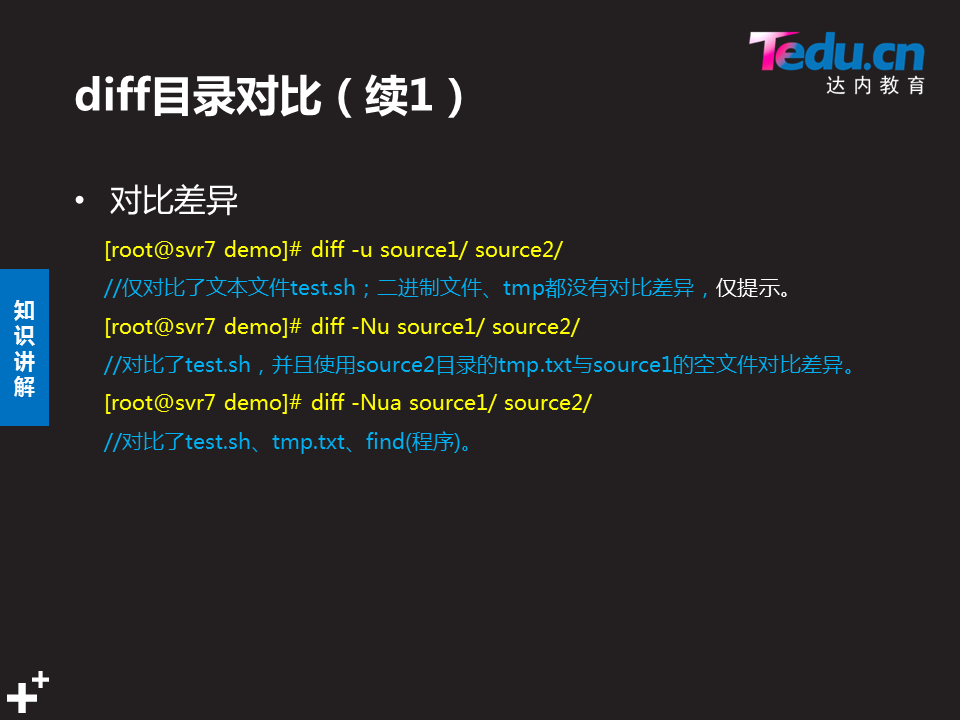 Tedu.cn
达内教育
diff目录对比（续1）
• 对比差异
[root@svr7 demo]# diff -u source1/ source2/
//仅对比了文本文件test.sh；二进制文件、tmp都没有对比差异，仅提示。
[root@svr7 demo]# diff -Nu source1/ source2/
//对比了test.sh，并且使用source2目录的tmp.txt与source1的空文件对比差异。
[root@svr7 demo]# diff -Nua source1/ source2/
//对比了test.sh、tmp.txt、find(程序)。
知识讲解